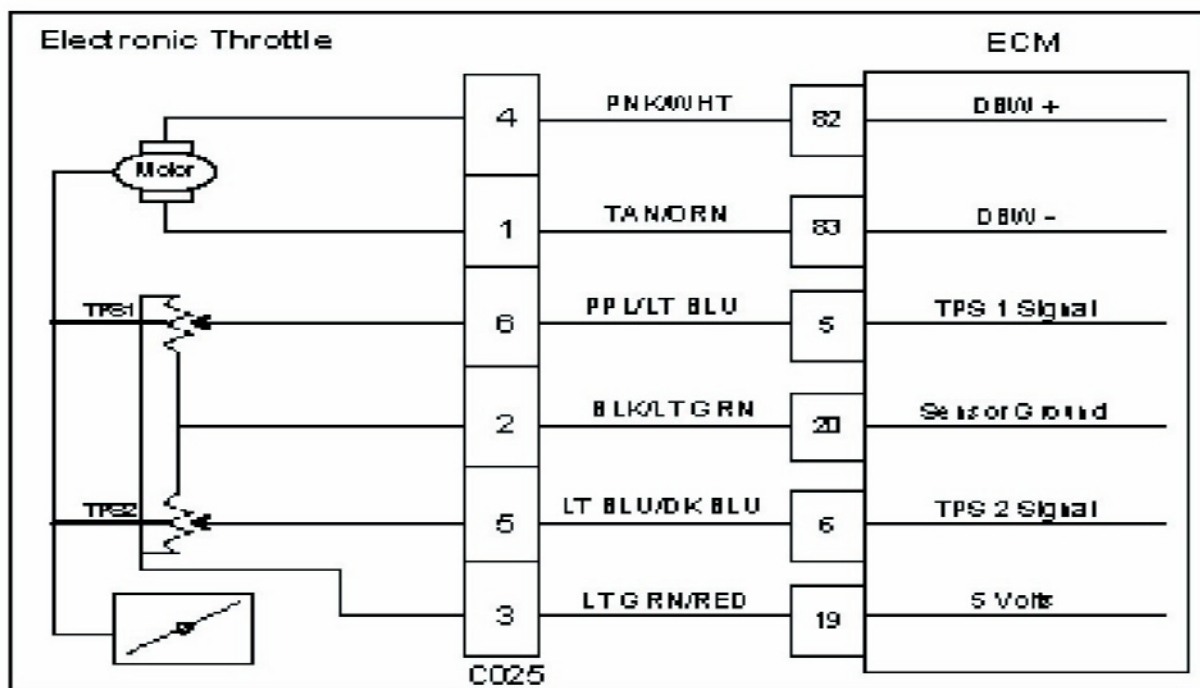 Electronic Throttle
ECM
4 PNK/WHT 82 DBW +
Motor
1 TAN/ORN 83 DBW -
TPS1 6 PPL/LT BLU 5 TPS 1 Signal
2 BLK/LT GRN 20 Sensor Ground
TPS2 5 LT BLU/DK BLU 6 TPS 2 Signal
3 LT GRN/RED 19 5 Volts
C025